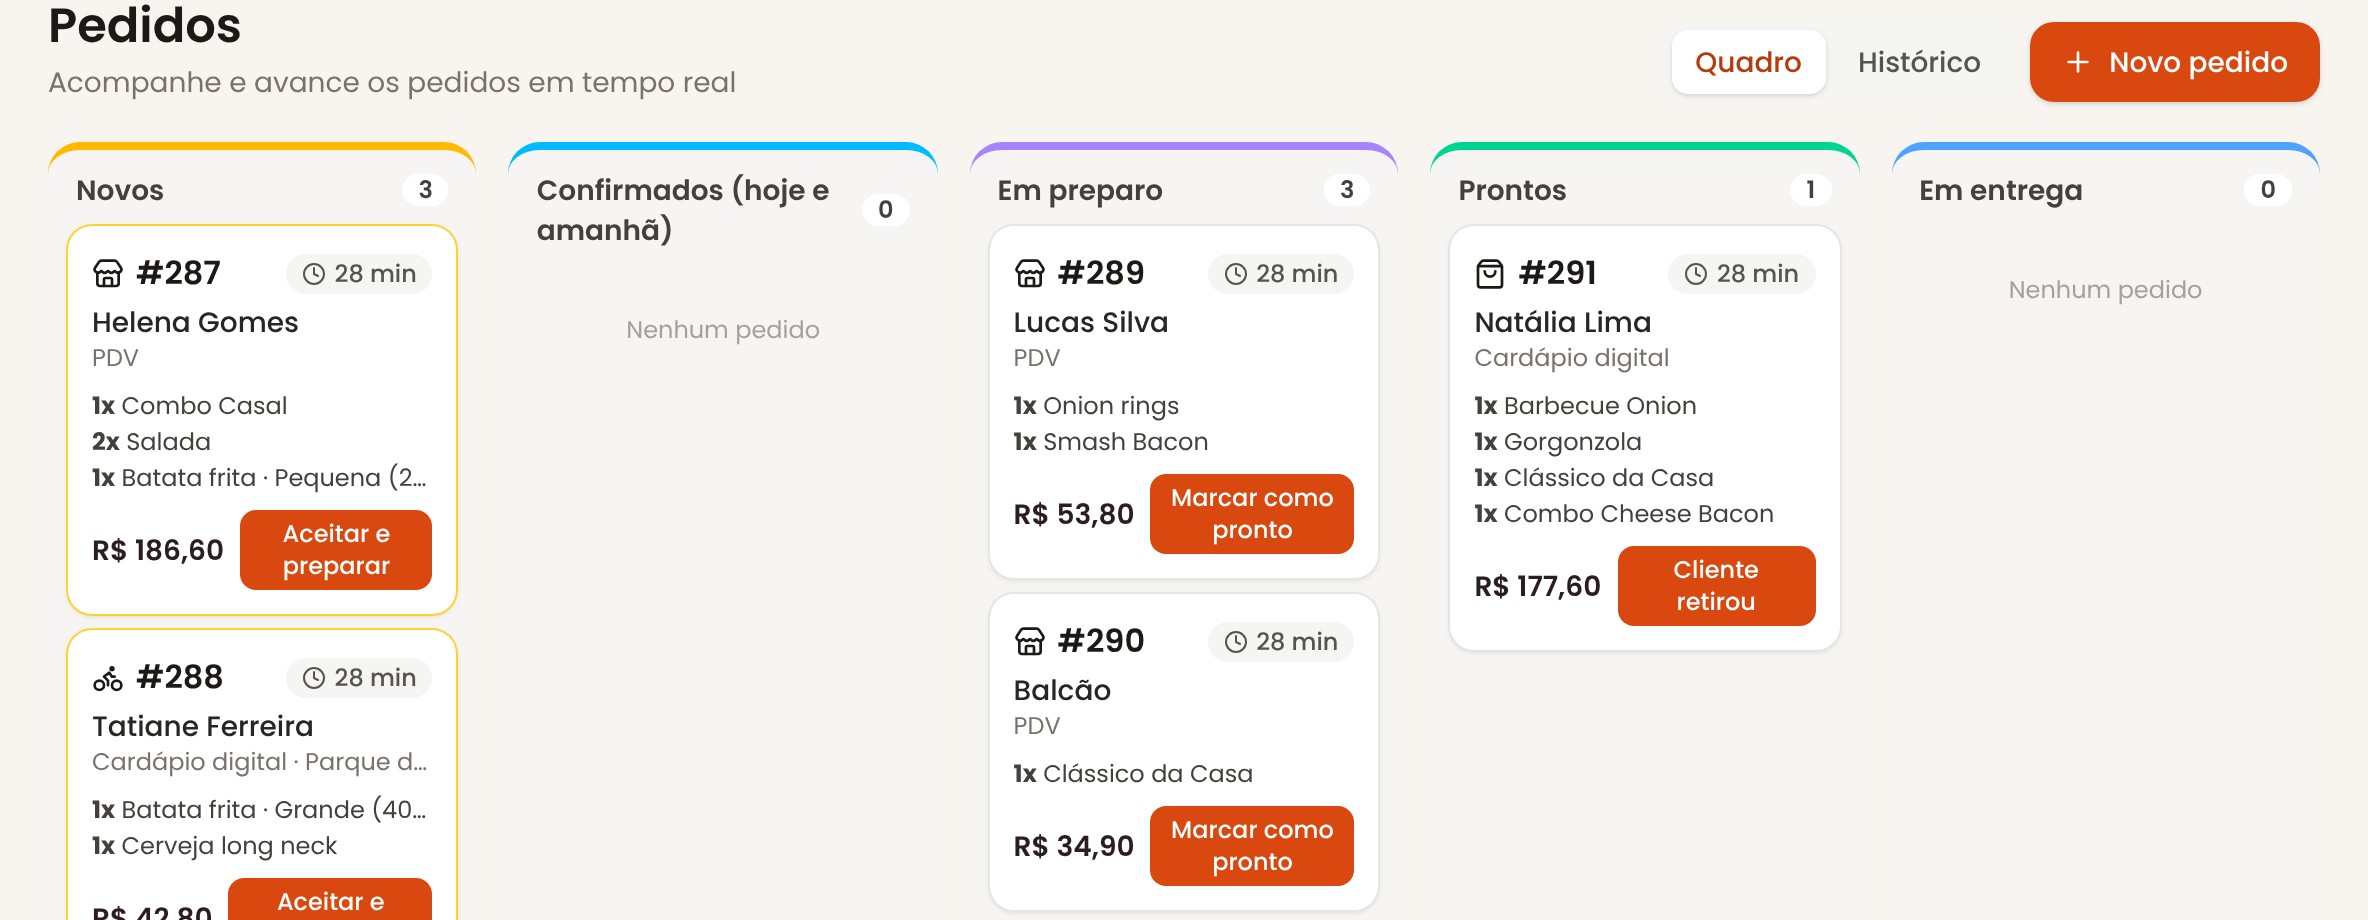 Pedidos
Acompanhe e avance os pedidos em tempo real
Quadro
Histórico
+ Novo pedido
Novos
3
#287
28 min
Helena Gomes
PDV
1x Combo Casal
2x Salada
1x Batata frita · Pequena (2...
R$ 186,60
Aceitar e
preparar
#288
28 min
Tatiane Ferreira
Cardápio digital · Parque d...
1x Batata frita · Grande (40...
1x Cerveja long neck
R$ 42,80
Aceitar e
Confirmados (hoje e
amanhã)
0
Nenhum pedido
Em preparo
3
#289
28 min
Lucas Silva
PDV
1x Onion rings
1x Smash Bacon
R$ 53,80
Marcar como
pronto
#290
28 min
Balcão
PDV
1x Clássico da Casa
R$ 34,90
Marcar como
pronto
Prontos
1
#291
28 min
Natália Lima
Cardápio digital
1x Barbecue Onion
1x Gorgonzola
1x Clássico da Casa
1x Combo Cheese Bacon
R$ 177,60
Cliente
retirou
Em entrega
0
Nenhum pedido